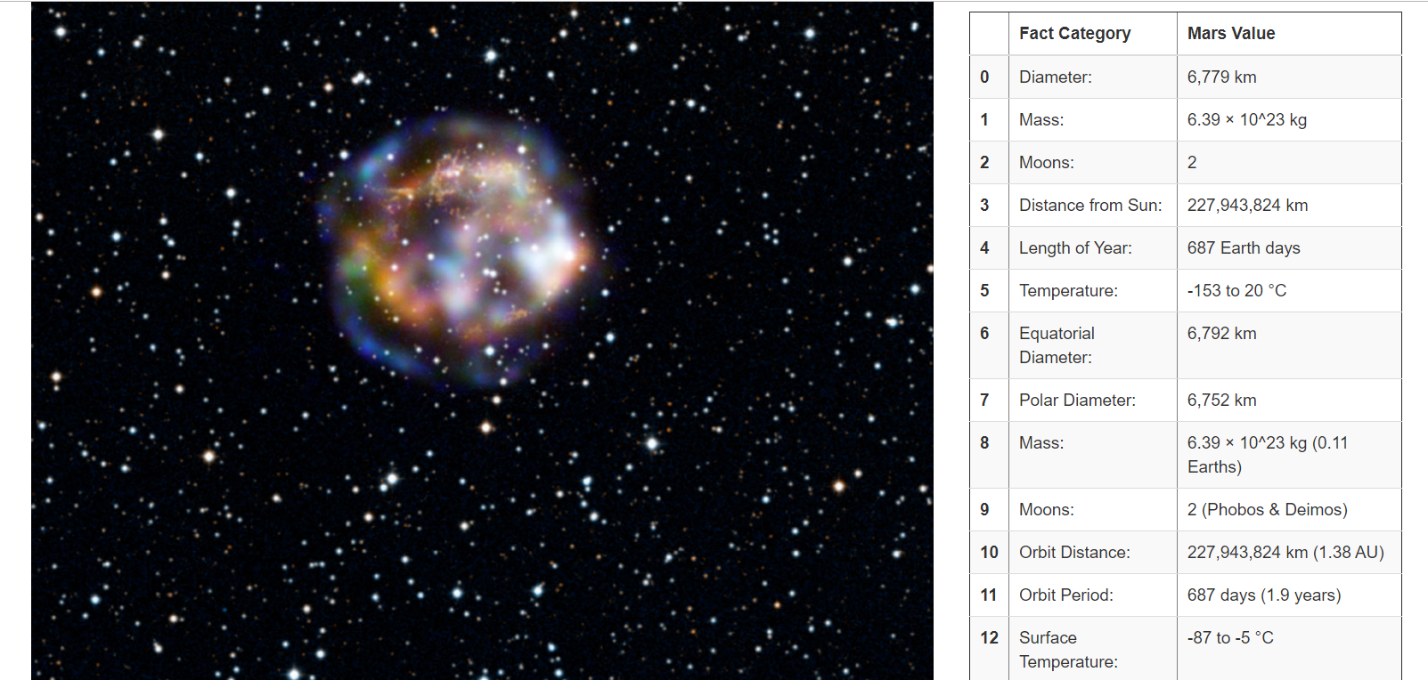 Fact Category Mars Value
0 Diameter: 6,779 km
1 Mass: 6.39 × 10^23 kg
2 Moons: 2
3 Distance from Sun: 227,943,824 km
4 Length of Year: 687 Earth days
5 Temperature: -153 to 20 °C
6 Equatorial 6,792 km
Diameter:
7 Polar Diameter: 6,752 km
8 Mass: 6.39 × 10^23 kg (0.11
Earths)
9 Moons: 2 (Phobos & Deimos)
10 Orbit Distance: 227,943,824 km (1.38 AU)
11 Orbit Period: 687 days (1.9 years)
12 Surface -87 to -5 °C
Temperature: